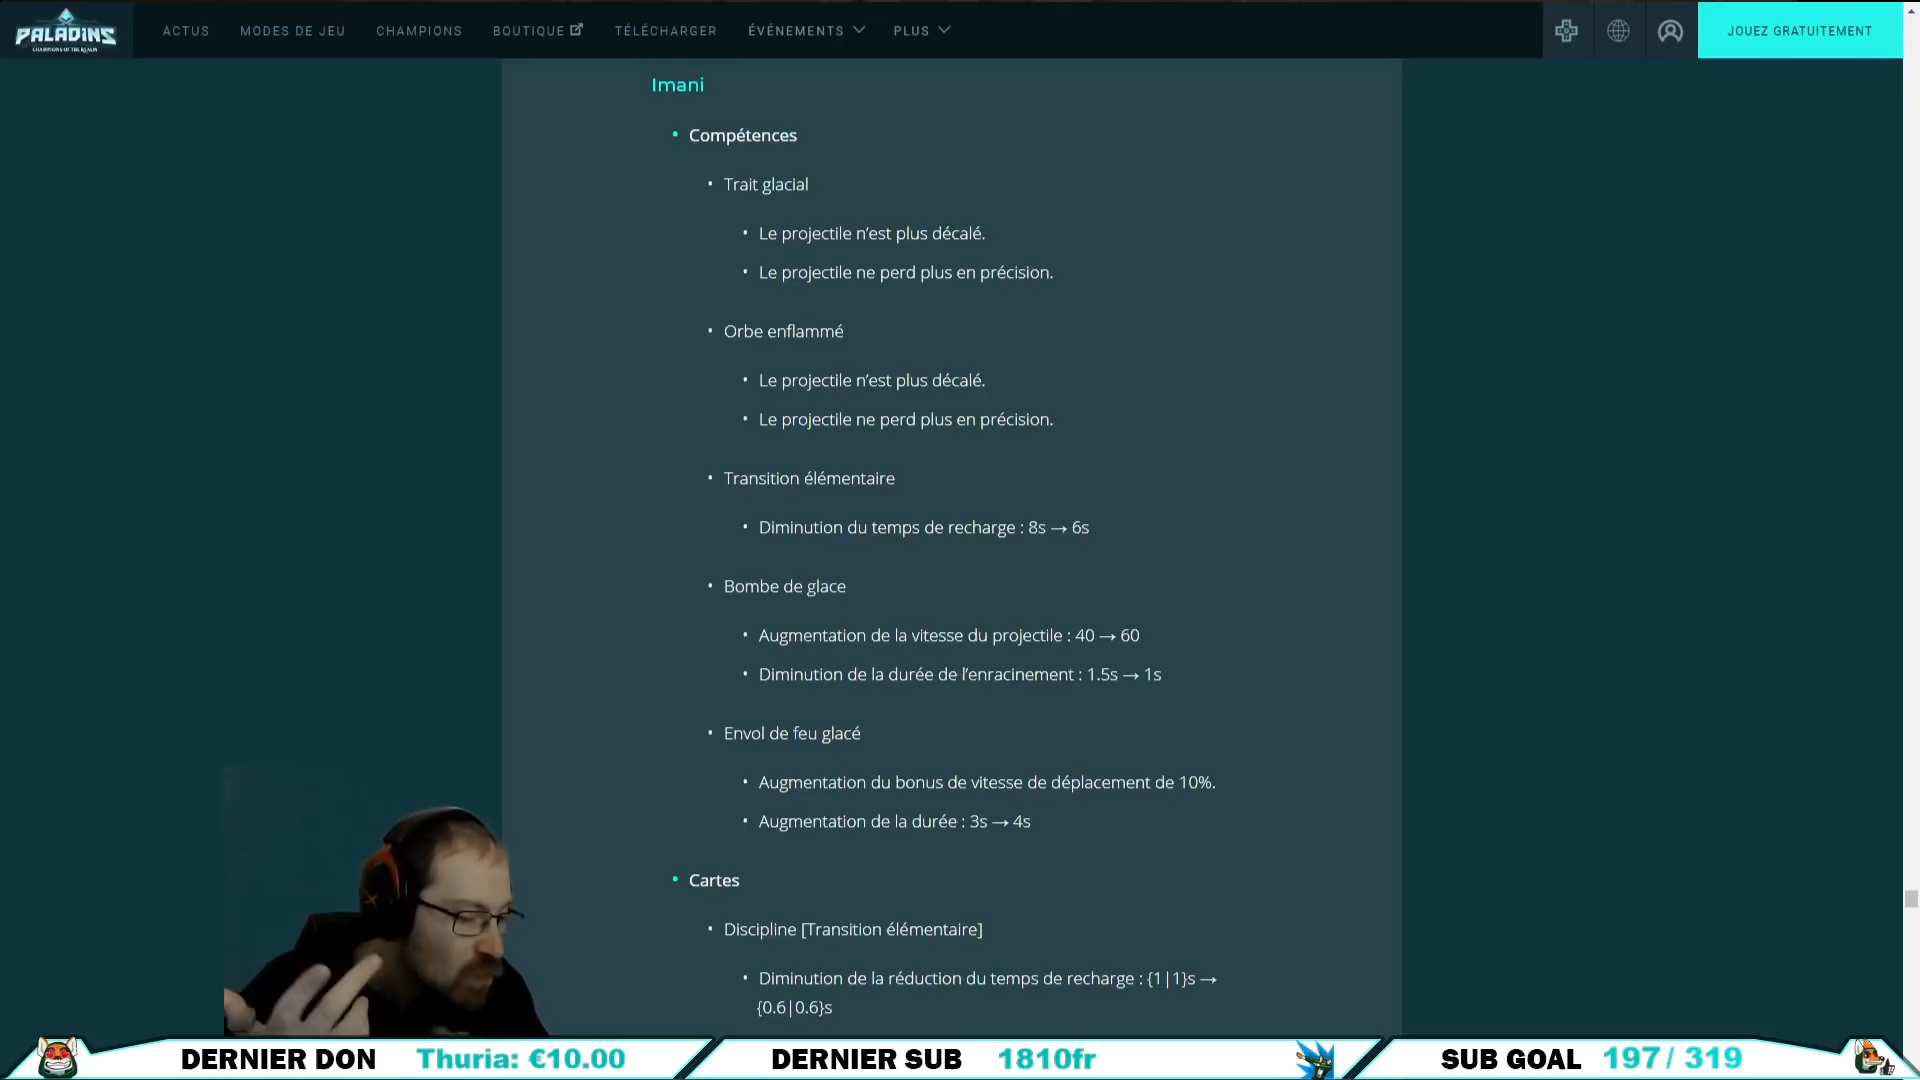 PALADINS
CHAMPIONS OF THE REALM
ACTUS
MODES DE JEU
CHAMPIONS
BOUTIQUE
TÉLÉCHARGER
ÉVÉNEMENTS
PLUS
JOUEZ GRATUITEMENT
Imani
• Compétences
• Trait glacial
• Le projectile n’est plus décalé.
• Le projectile ne perd plus en précision.
• Orbe enflammé
• Le projectile n’est plus décalé.
• Le projectile ne perd plus en précision.
• Transition élémentaire
• Diminution du temps de recharge : 8s → 6s
• Bombe de glace
• Augmentation de la vitesse du projectile : 40 → 60
• Diminution de la durée de l’enracinement : 1.5s → 1s
• Envol de feu glacé
• Augmentation du bonus de vitesse de déplacement de 10%.
• Augmentation de la durée : 3s → 4s
• Cartes
• Discipline [Transition élémentaire]
• Diminution de la réduction du temps de recharge : {1|1}s →
{0.6|0.6}s
DERNIER DON Thuria: €10.00
DERNIER SUB 1810fr
SUB GOAL 197 / 319